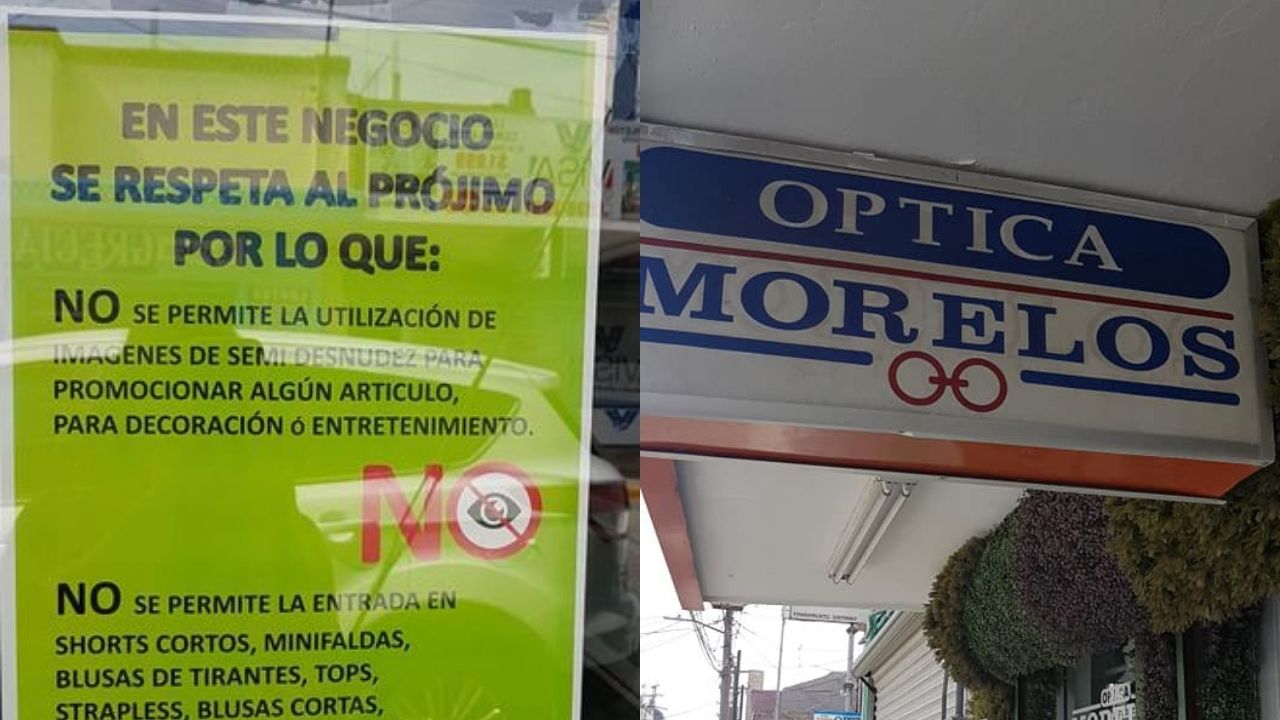 EN ESTE NEGOCIO
SE RESPETA AL PRÓJIMO
POR LO QUE:
NO SE PERMITE LA UTILIZACIÓN DE
IMAGENES DE SEMI DESNUDEZ PARA
PROMOCIONAR ALGÚN ARTICULO,
PARA DECORACIÓN ó ENTRETENIMIENTO.
NO
NO SE PERMITE LA ENTRADA EN
SHORTS CORTOS, MINIFALDAS,
BLUSAS DE TIRANTES, TOPS,
STRAPLESS, BLUSAS CORTAS,
OPTICA
MORELOS